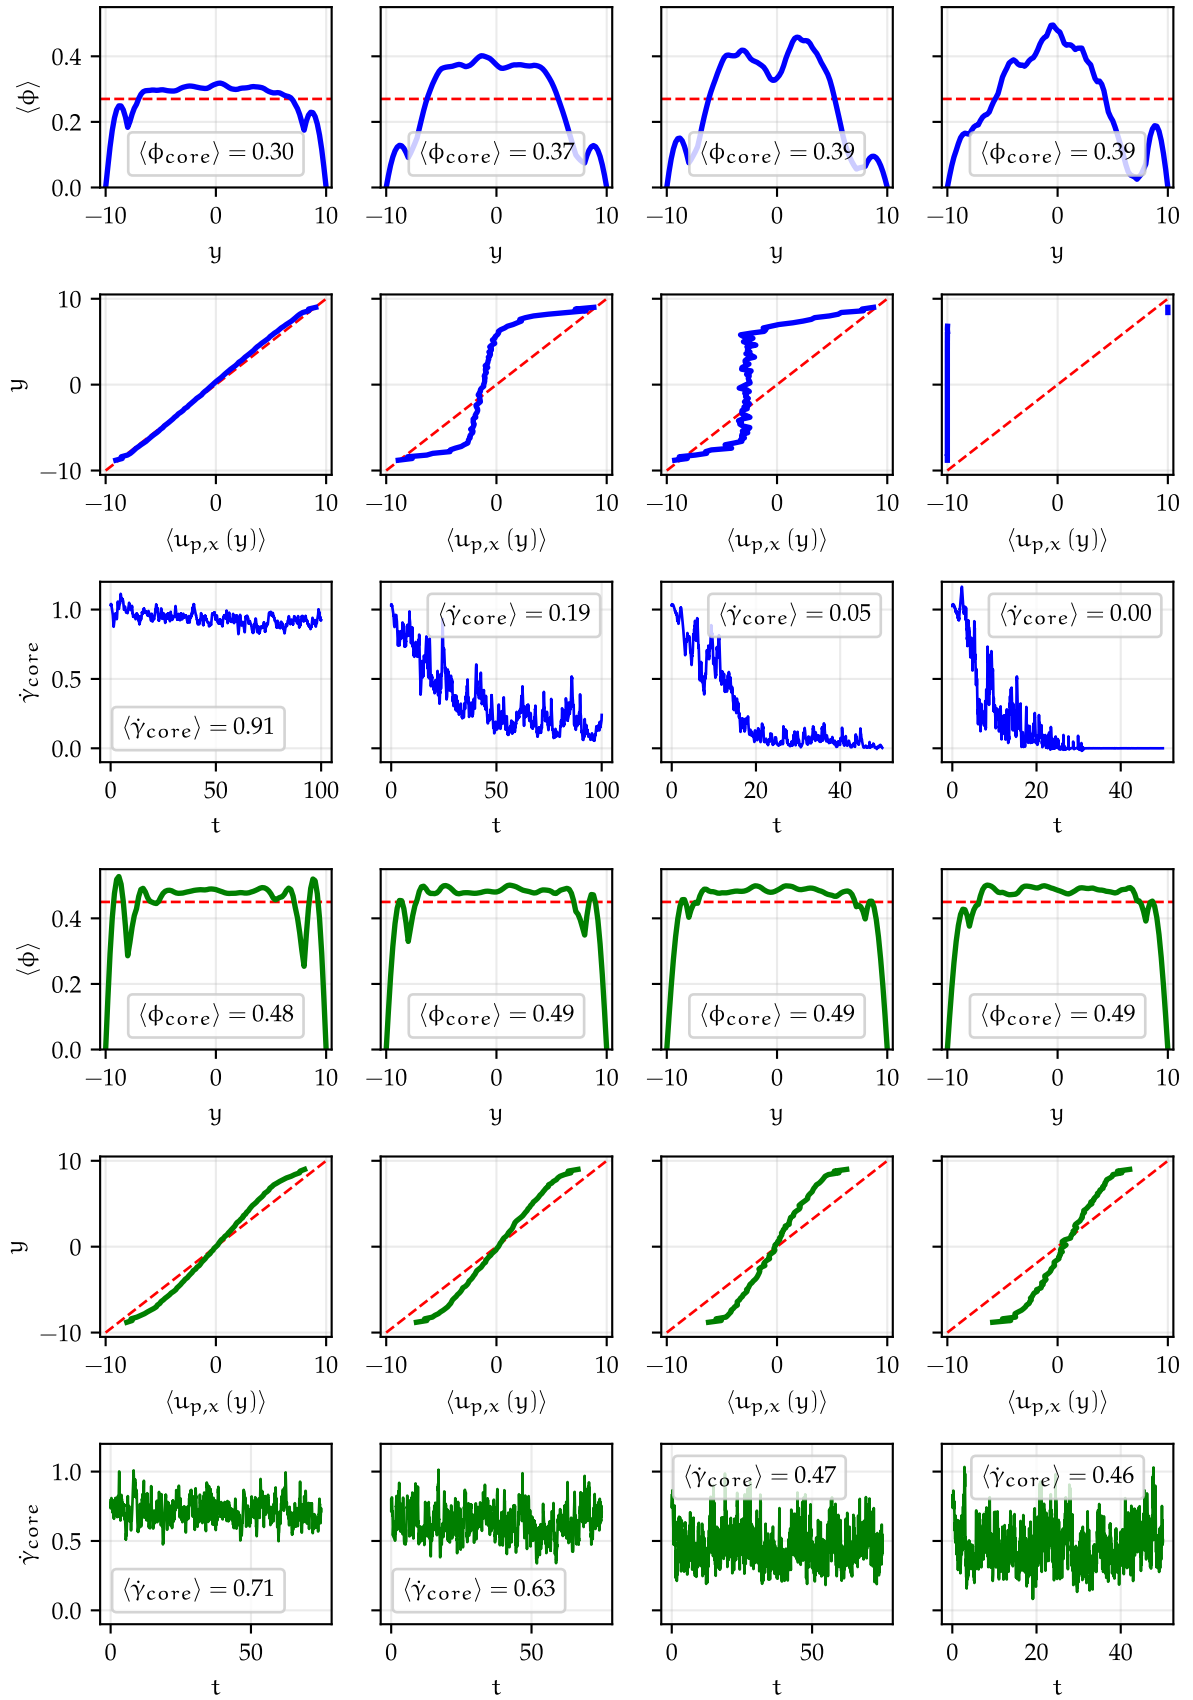 ⟨ϕ⟩
0.4
0.2
0.0
⟨ϕcore⟩ = 0.30
⟨ϕcore⟩ = 0.37
⟨ϕcore⟩ = 0.39
⟨ϕcore⟩ = 0.39
−10 0 10
−10 0 10
−10 0 10
−10 0 10
y y y y
y
10
0
−10
−10 0 10
−10 0 10
−10 0 10
−10 0 10
⟨up,x (y)⟩ ⟨up,x (y)⟩ ⟨up,x (y)⟩ ⟨up,x (y)⟩
γ̇core
1.0
0.5
0.0
⟨γ̇core⟩ = 0.91
⟨γ̇core⟩ = 0.19
⟨γ̇core⟩ = 0.05
⟨γ̇core⟩ = 0.00
0 50 100
0 50 100
0 20 40
0 20 40
t t t t
⟨ϕ⟩
0.4
0.2
0.0
⟨ϕcore⟩ = 0.48
⟨ϕcore⟩ = 0.49
⟨ϕcore⟩ = 0.49
⟨ϕcore⟩ = 0.49
−10 0 10
−10 0 10
−10 0 10
−10 0 10
y y y y
y
10
0
−10
−10 0 10
−10 0 10
−10 0 10
−10 0 10
⟨up,x (y)⟩ ⟨up,x (y)⟩ ⟨up,x (y)⟩ ⟨up,x (y)⟩
γ̇core
1.0
0.5
0.0
⟨γ̇core⟩ = 0.71
⟨γ̇core⟩ = 0.63
⟨γ̇core⟩ = 0.47
⟨γ̇core⟩ = 0.46
0 50
0 50
0 50
0 20 40
t t t t